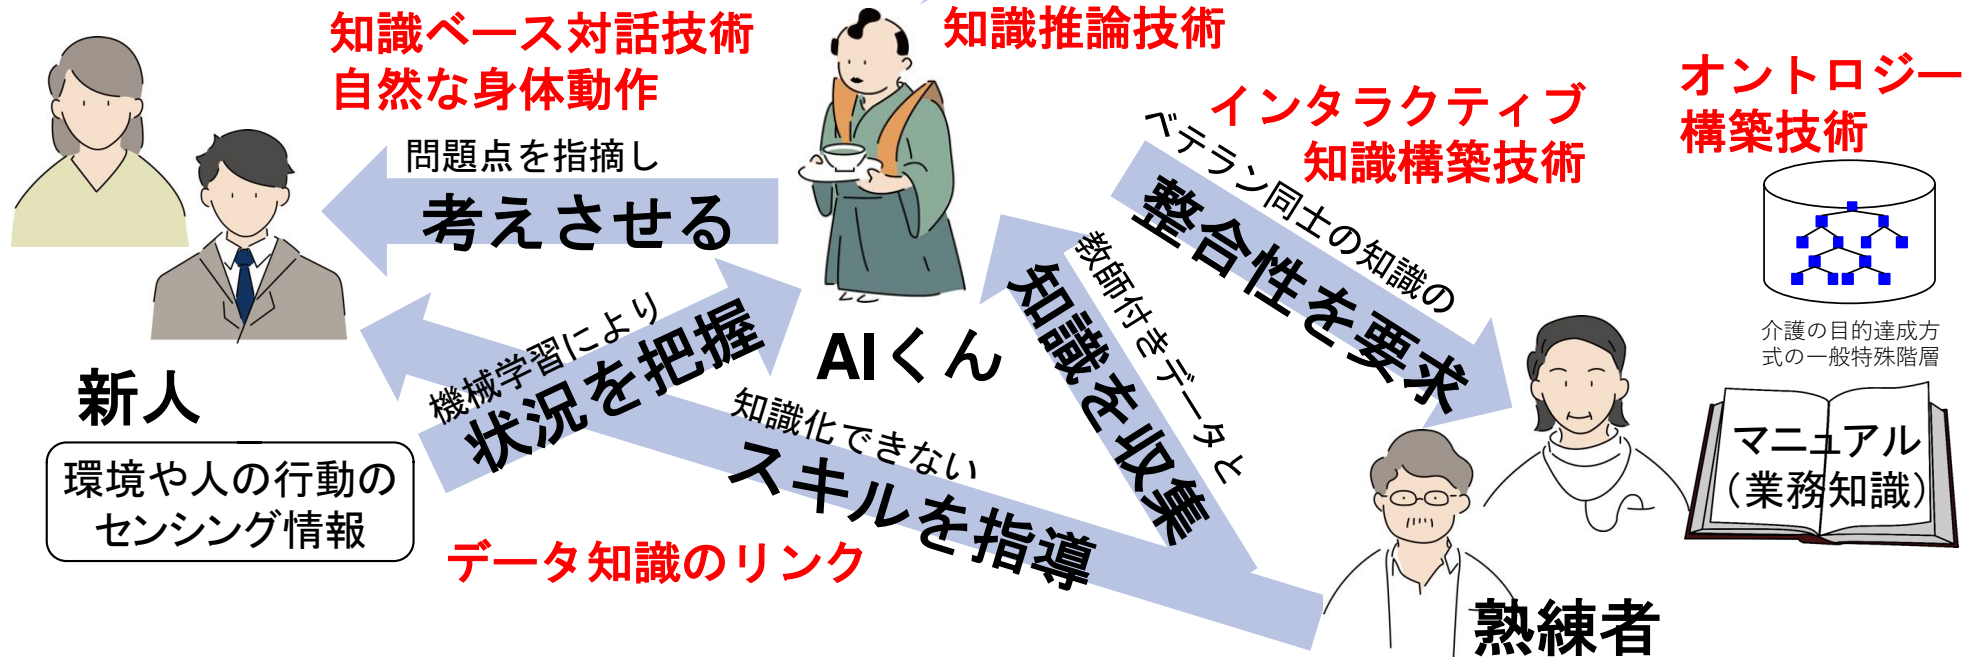 知識ベース対話技術
自然な身体動作
知識推論技術
インタラクティブ
知識構築技術
オントロジー
構築技術
問題点を指摘し
考えさせる
ベテラン同士の知識の
整合性を要求
教師付きデータと
知識を収集
機械学習により
状況を把握
AIくん
知識化できない
スキルを指導
介護の目的達成方
式の一般特殊階層
新人
環境や人の行動の
センシング情報
マニュアル
（業務知識）
データ知識のリンク
熟練者